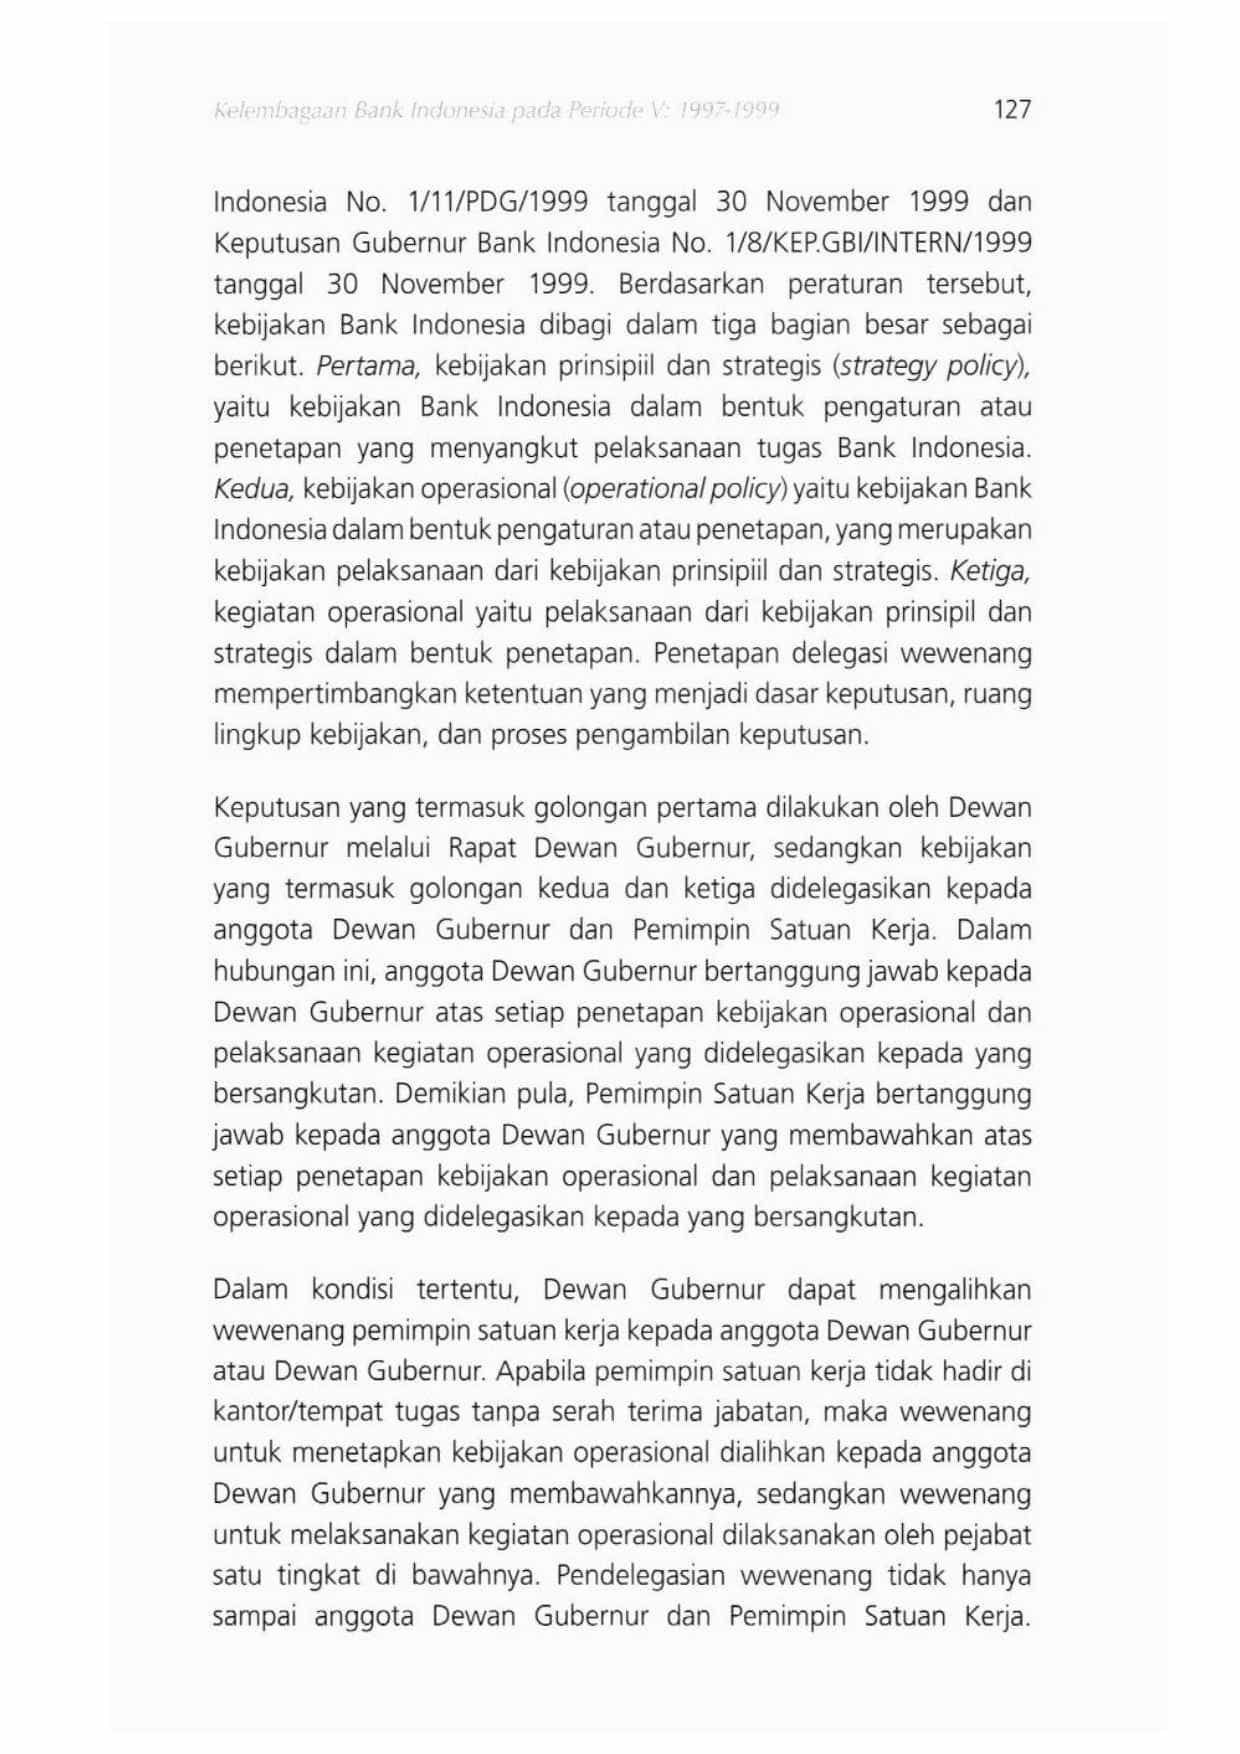 Kelembagaan Bank Indonesia pada Periode V: 1997-1999 127
Indonesia No. 1/11/PDG/1999 tanggal 30 November 1999 dan
Keputusan Gubernur Bank Indonesia No. 1/8/KEP.GBI/INTERN/1999
tanggal 30 November 1999. Berdasarkan peraturan tersebut,
kebijakan Bank Indonesia dibagi dalam tiga bagian besar sebagai
berikut. Pertama, kebijakan prinsipiil dan strategis (strategy policy),
yaitu kebijakan Bank Indonesia dalam bentuk pengaturan atau
penetapan yang menyangkut pelaksanaan tugas Bank Indonesia.
Kedua, kebijakan operasional (operational policy) yaitu kebijakan Bank
Indonesia dalam bentuk pengaturan atau penetapan, yang merupakan
kebijakan pelaksanaan dari kebijakan prinsipiil dan strategis. Ketiga,
kegiatan operasional yaitu pelaksanaan dari kebijakan prinsipil dan
strategis dalam bentuk penetapan. Penetapan delegasi wewenang
mempertimbangkan ketentuan yang menjadi dasar keputusan, ruang
lingkup kebijakan, dan proses pengambilan keputusan.
Keputusan yang termasuk golongan pertama dilakukan oleh Dewan
Gubernur melalui Rapat Dewan Gubernur, sedangkan kebijakan
yang termasuk golongan kedua dan ketiga didelegasikan kepada
anggota Dewan Gubernur dan Pemimpin Satuan Kerja. Dalam
hubungan ini, anggota Dewan Gubernur bertanggung jawab kepada
Dewan Gubernur atas setiap penetapan kebijakan operasional dan
pelaksanaan kegiatan operasional yang didelegasikan kepada yang
bersangkutan. Demikian pula, Pemimpin Satuan Kerja bertanggung
jawab kepada anggota Dewan Gubernur yang membawahkan atas
setiap penetapan kebijakan operasional dan pelaksanaan kegiatan
operasional yang didelegasikan kepada yang bersangkutan.
Dalam kondisi tertentu, Dewan Gubernur dapat mengalihkan
wewenang pemimpin satuan kerja kepada anggota Dewan Gubernur
atau Dewan Gubernur. Apabila pemimpin satuan kerja tidak hadir di
kantor/tempat tugas tanpa serah terima jabatan, maka wewenang
untuk menetapkan kebijakan operasional dialihkan kepada anggota
Dewan Gubernur yang membawahkannya, sedangkan wewenang
untuk melaksanakan kegiatan operasional dilaksanakan oleh pejabat
satu tingkat di bawahnya. Pendelegasian wewenang tidak hanya
sampai anggota Dewan Gubernur dan Pemimpin Satuan Kerja.